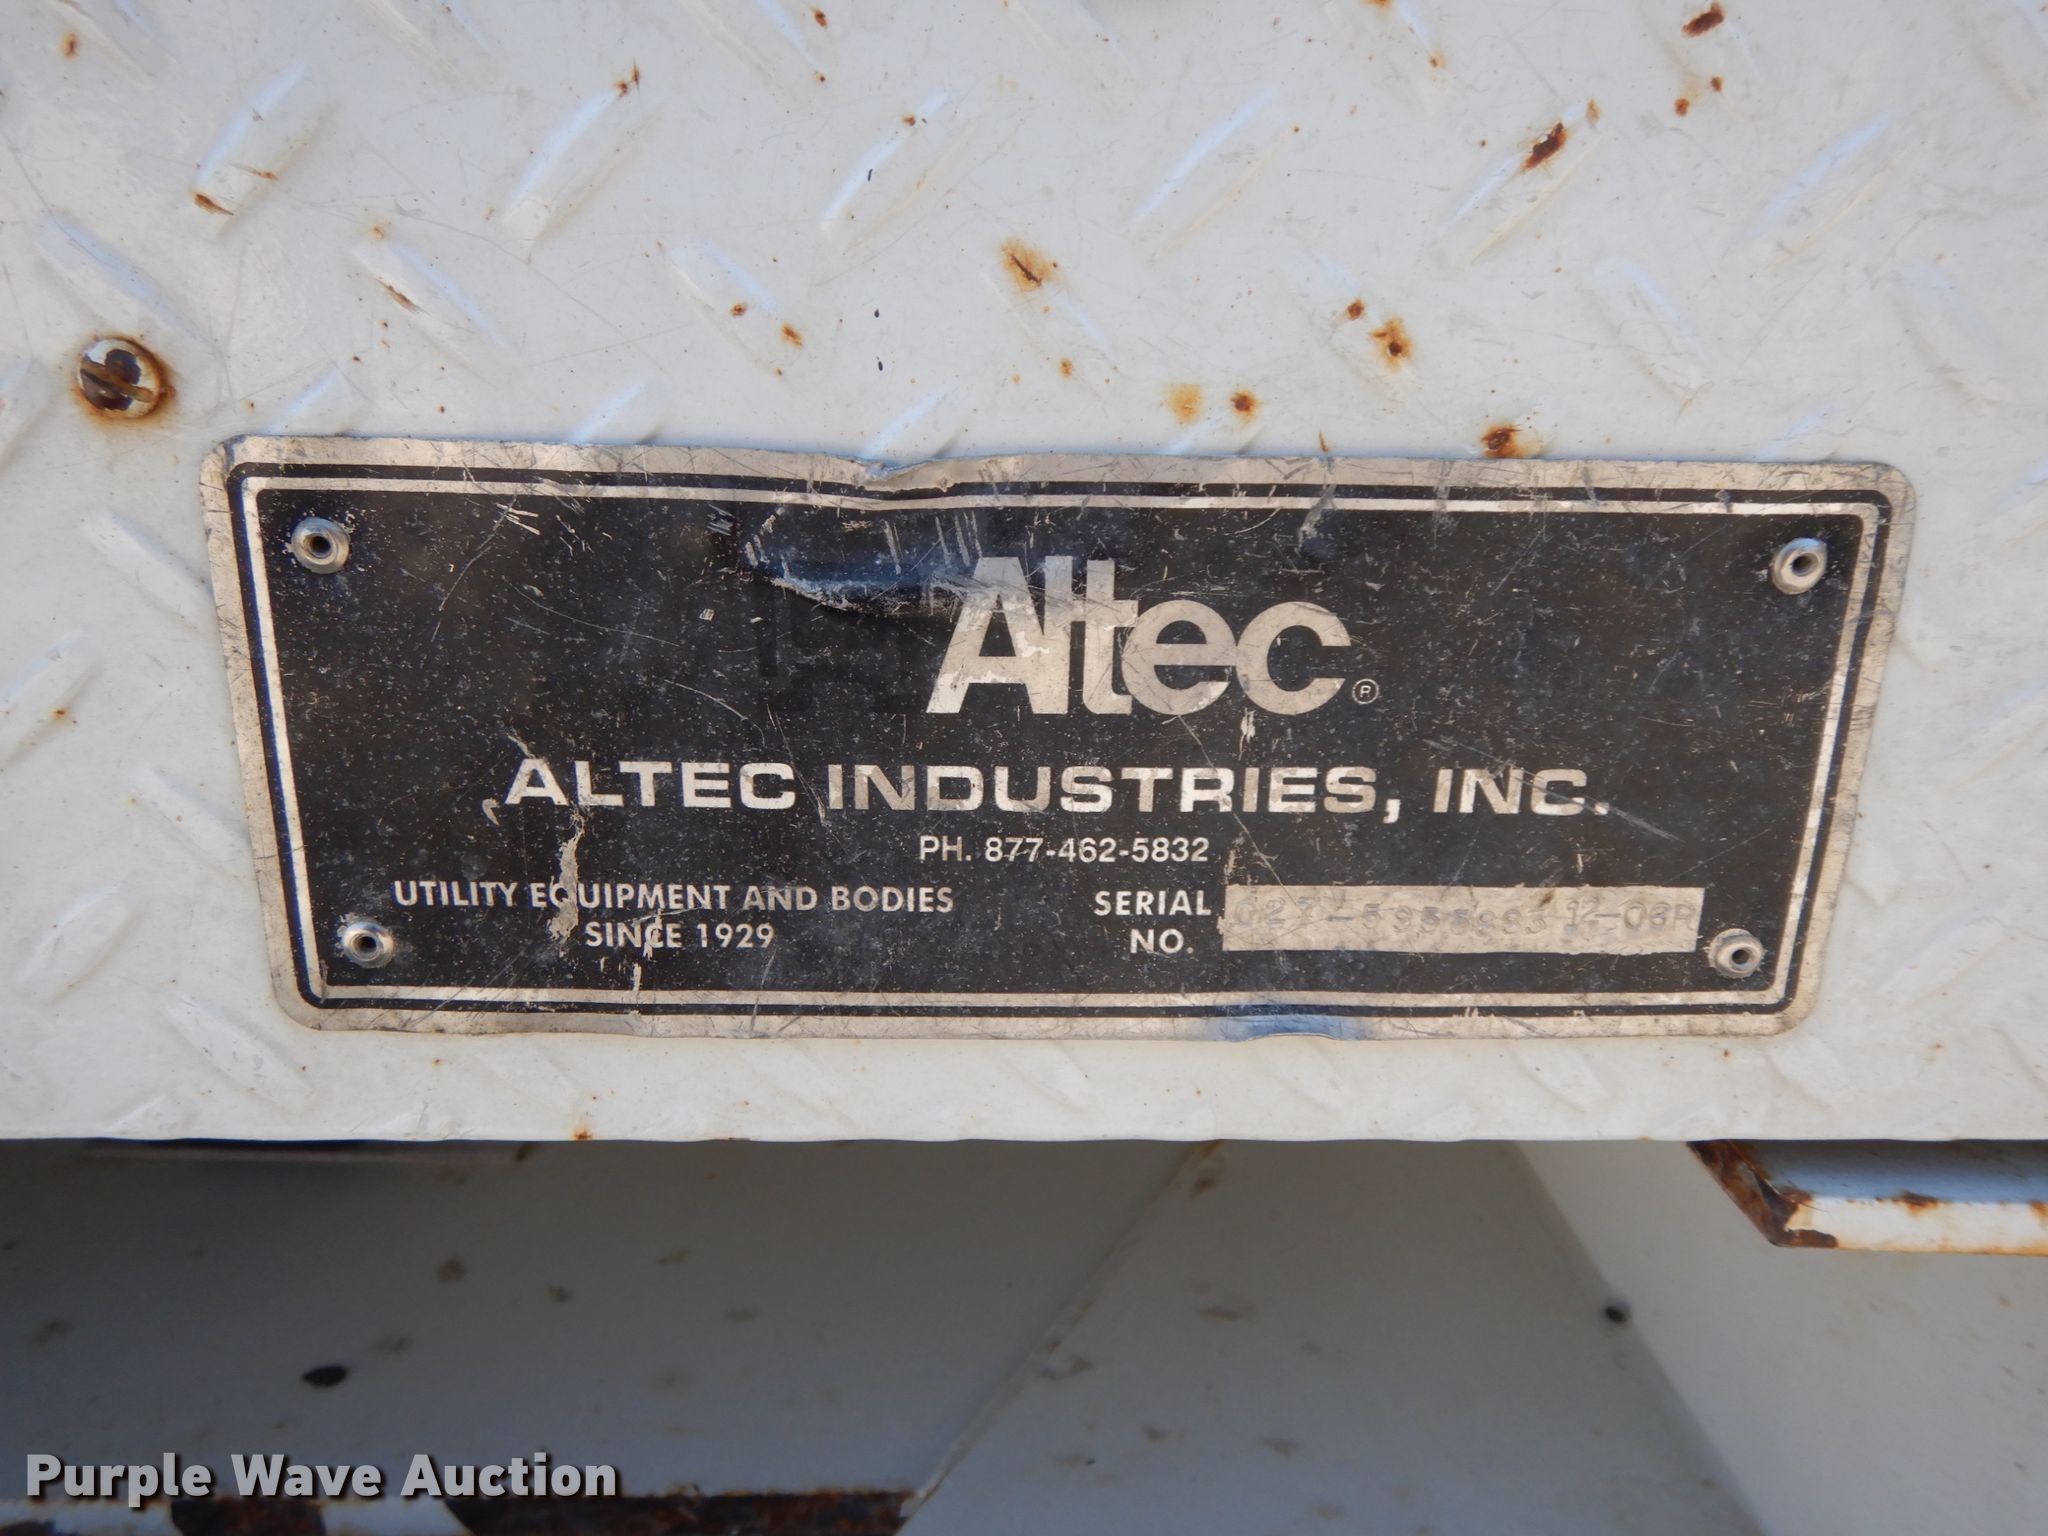 Altec®
ALTEC INDUSTRIES, INC.
PH. 877-462-5832
UTILITY EQUIPMENT AND BODIES
SINCE 1929
SERIAL
NO.
Purple Wave Auction